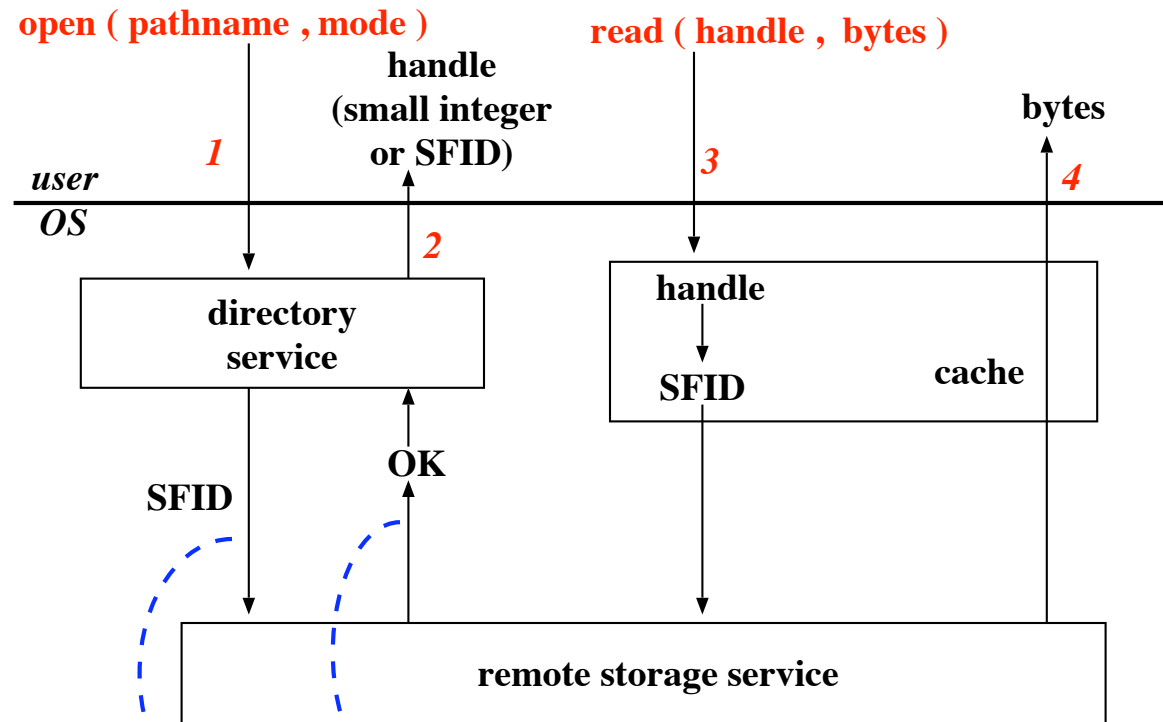 open ( pathname , mode )
read ( handle ,  bytes )
handle
(small integer
or SFID)
bytes
1
3
4
user
OS
2
directory
service
handle
SFID
cache
OK
SFID
remote storage service